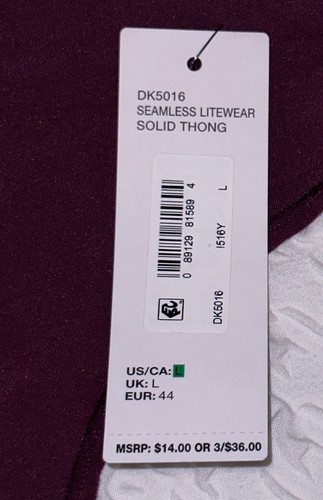 DK5016
SEAMLESS LITEWEAR
SOLID THONG
0 89129 81589 4
DK5016 I516Y L
US/CA: L
UK: L
EUR: 44
MSRP: $14.00 OR 3/$36.00